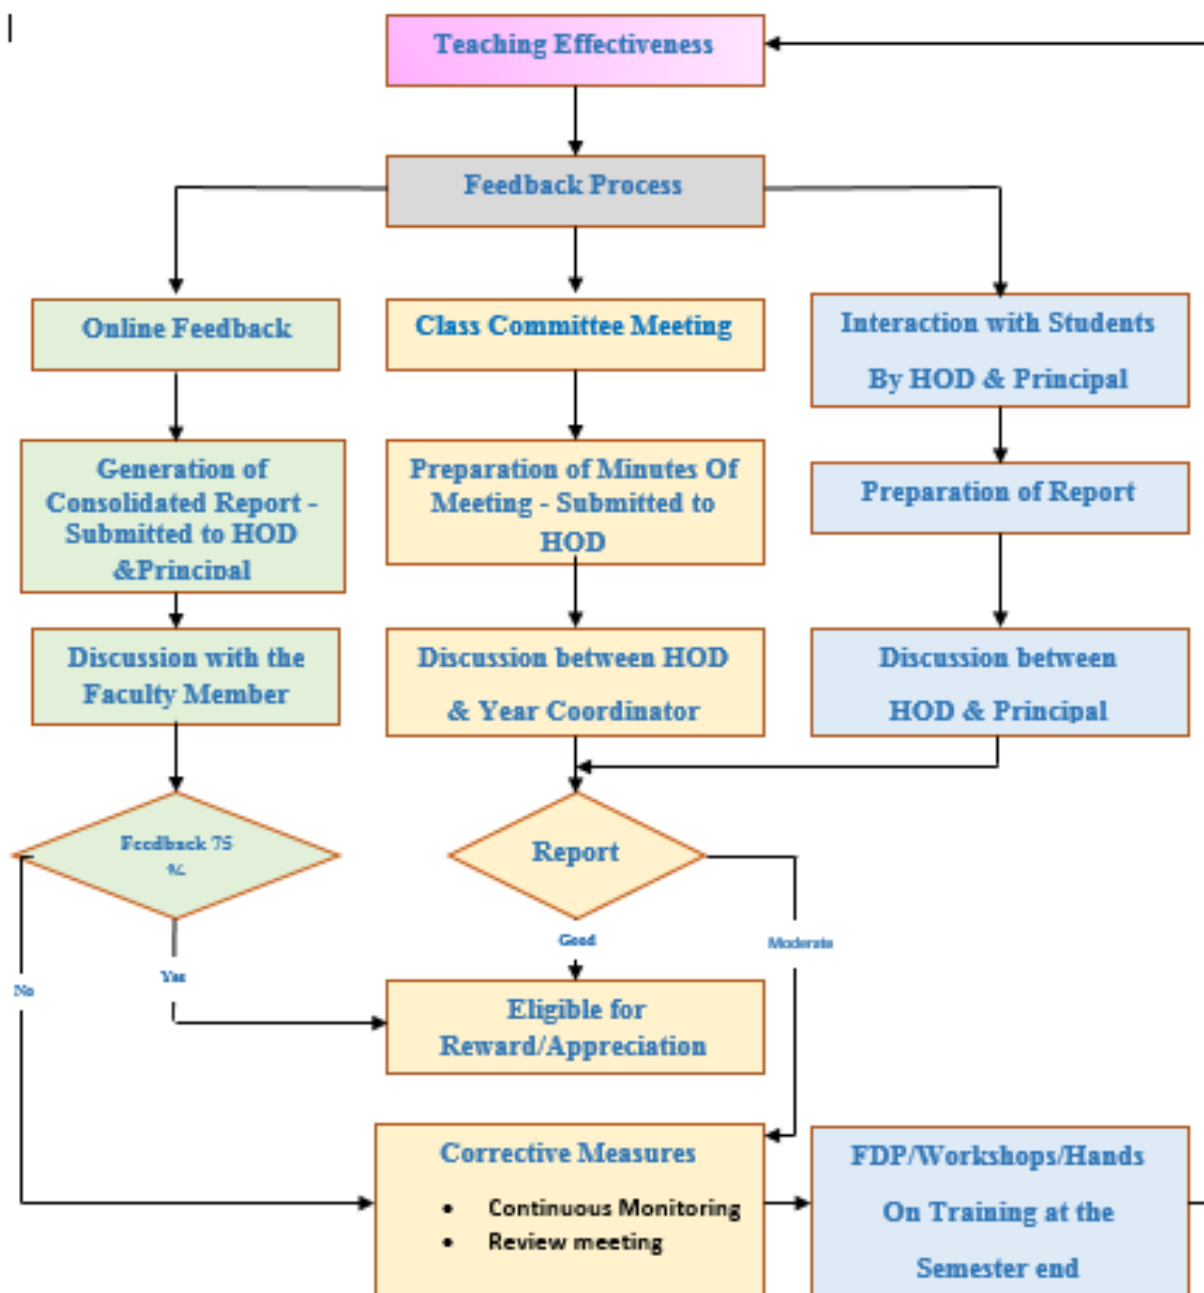 Teaching Effectiveness
Feedback Process
Online Feedback
Class Committee Meeting
Interaction with Students
By HOD & Principal
Generation of
Consolidated Report -
Submitted to HOD
&Principal
Preparation of Minutes Of
Meeting - Submitted to
HOD
Preparation of Report
Discussion with the
Faculty Member
Discussion between HOD
& Year Coordinator
Discussion between
HOD & Principal
Feedback 75
%
Report
Good
Moderate
Yes
No
Eligible for
Reward/Appreciation
Corrective Measures
• Continuous Monitoring
• Review meeting
FDP/Workshops/Hands
On Training at the
Semester end